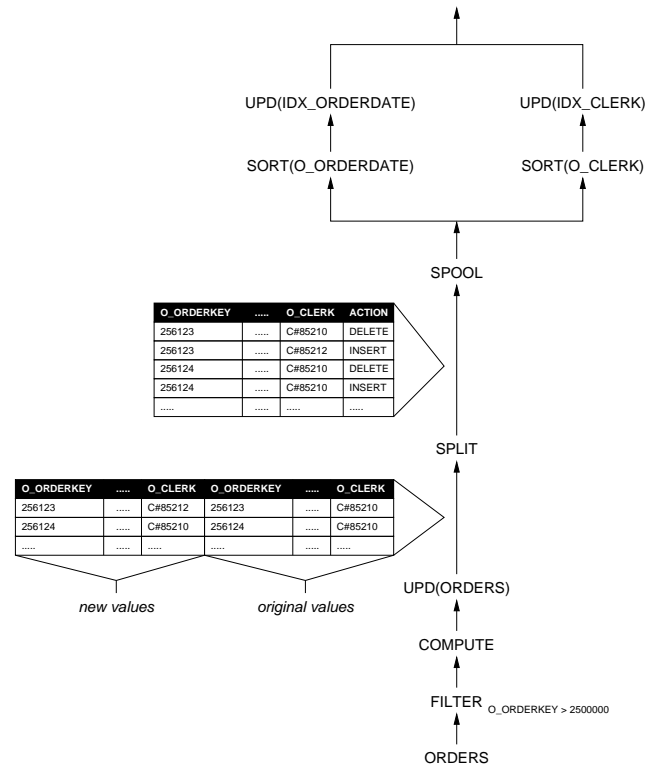 UPD(IDX_ORDERDATE) UPD(IDX_CLERK)
SORT(O_ORDERDATE) SORT(O_CLERK)
SPOOL
O_ORDERKEY ..... O_CLERK ACTION
256123 ..... C#85210 DELETE
256123 ..... C#85212 INSERT
256124 ..... C#85210 DELETE
256124 ..... C#85210 INSERT
..... ..... ..... .....
SPLIT
O_ORDERKEY ..... O_CLERK O_ORDERKEY ..... O_CLERK
256123 ..... C#85212 256123 ..... C#85210
256124 ..... C#85210 256124 ..... C#85210
..... ..... ..... ..... ..... .....
new values original values
UPD(ORDERS)
COMPUTE
FILTER O_ORDERKEY > 2500000
ORDERS